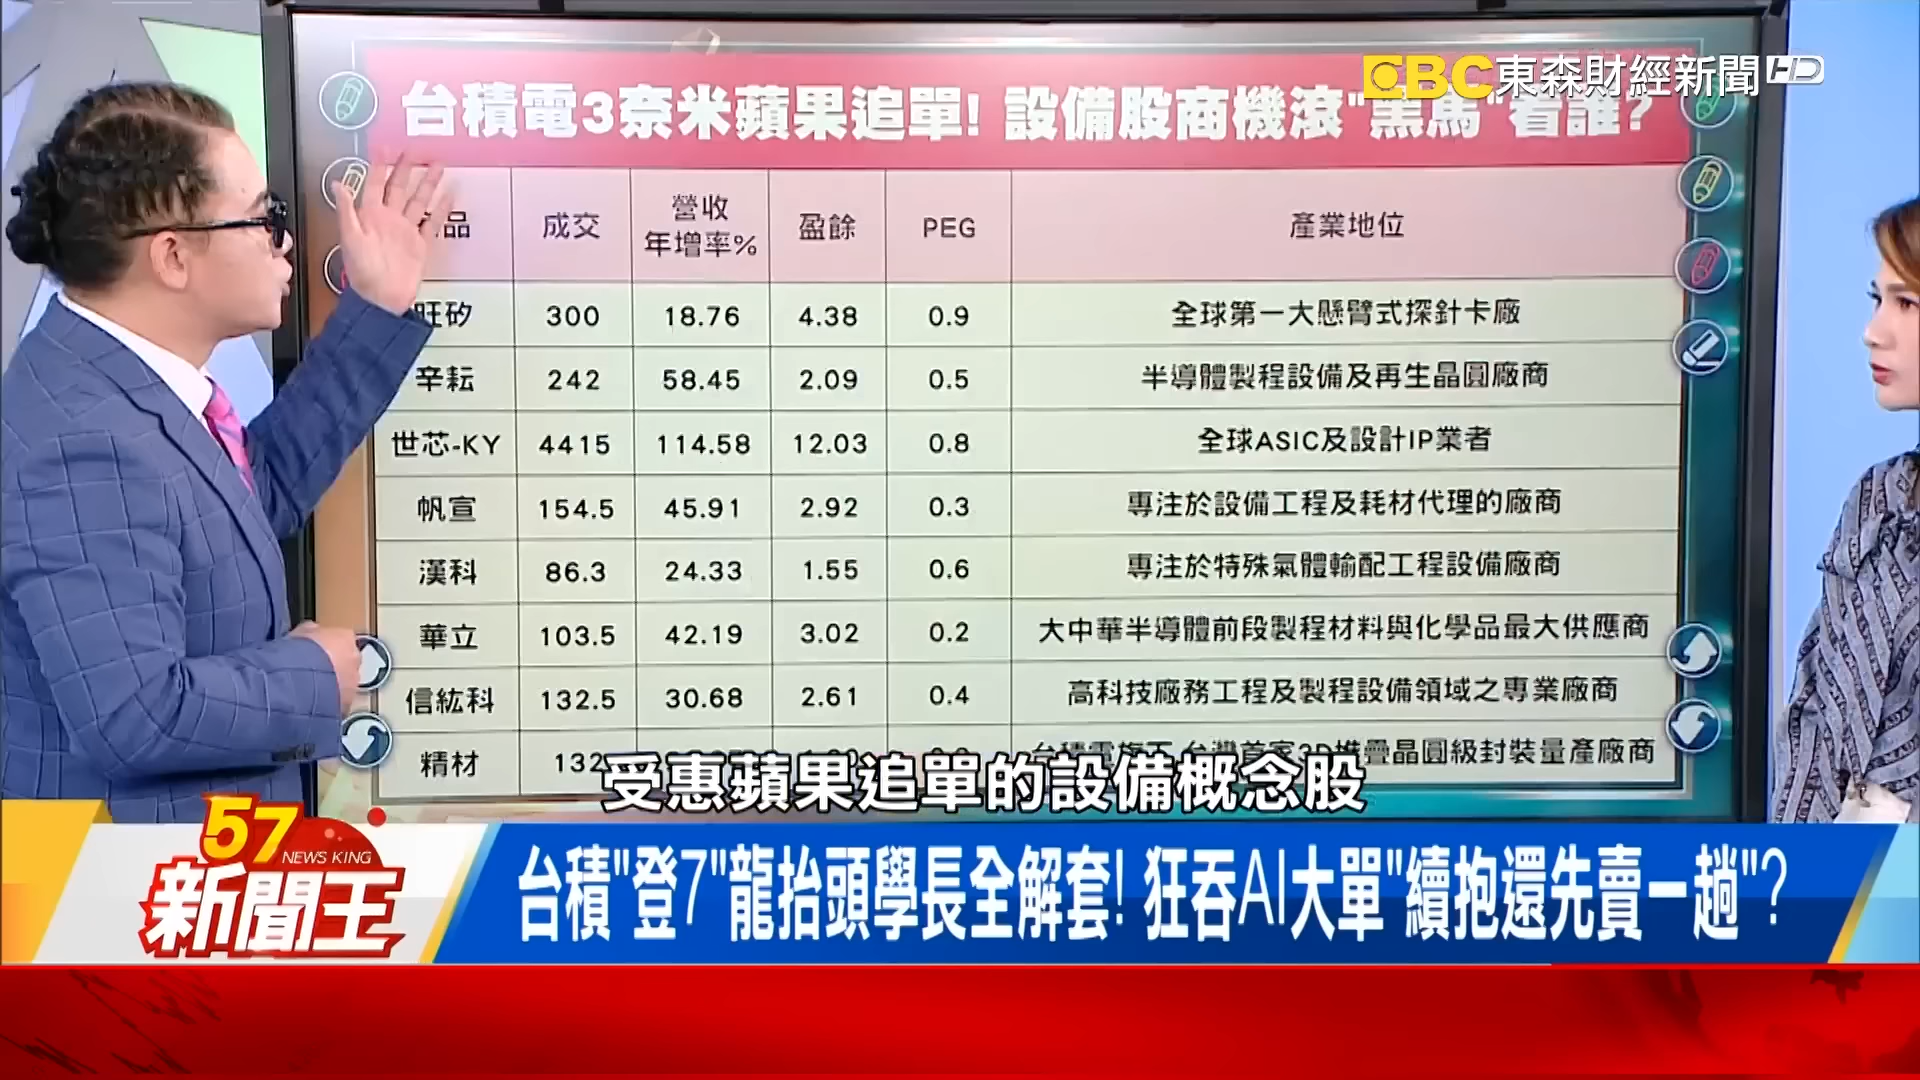 EBC東森財經新聞HD
台積電3奈米蘋果追單! 設備股商機滾"黑馬"看誰?
品 成交 營收年增率% 盈餘 PEG 產業地位
旺矽 300 18.76 4.38 0.9 全球第一大懸臂式探針卡廠
辛耘 242 58.45 2.09 0.5 半導體製程設備及再生晶圓廠商
世芯-KY 4415 114.58 12.03 0.8 全球ASIC及設計IP業者
帆宣 154.5 45.91 2.92 0.3 專注於設備工程及耗材代理的廠商
漢科 86.3 24.33 1.55 0.6 專注於特殊氣體輸配工程設備廠商
華立 103.5 42.19 3.02 0.2 大中華半導體前段製程材料與化學品最大供應商
信紘科 132.5 30.68 2.61 0.4 高科技廠務工程及製程設備領域之專業廠商
精材 132 堆疊晶圓級封裝量產廠商
受惠蘋果追單的設備概念股
57新聞王
NEWS KING
台積"登7"龍抬頭學長全解套! 狂吞AI大單"續抱還先賣一趟"?